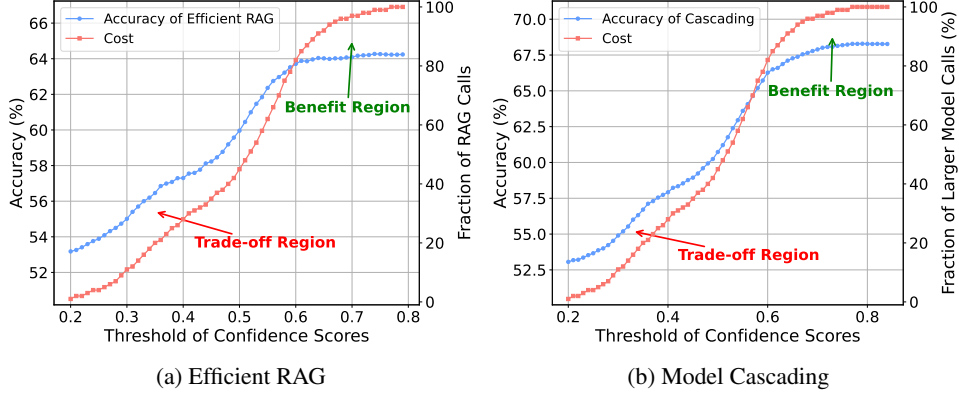 Accuracy of Efficient RAG
Cost
Benefit Region
Trade-off Region
66
64
62
60
58
56
54
52
Accuracy (%)
100
80
60
40
20
0
Fraction of RAG Calls
0.2 0.3 0.4 0.5 0.6 0.7 0.8
Threshold of Confidence Scores
(a) Efficient RAG
Accuracy of Cascading
Cost
Benefit Region
Trade-off Region
70.0
67.5
65.0
62.5
60.0
57.5
55.0
52.5
Accuracy (%)
100
80
60
40
20
0
Fraction of Larger Model Calls (%)
0.2 0.4 0.6 0.8
Threshold of Confidence Scores
(b) Model Cascading